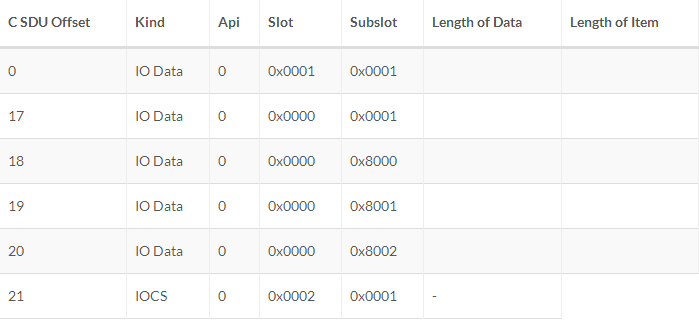 C SDU Offset Kind Api Slot Subslot Length of Data Length of Item
0 IO Data 0 0x0001 0x0001
17 IO Data 0 0x0000 0x0001
18 IO Data 0 0x0000 0x8000
19 IO Data 0 0x0000 0x8001
20 IO Data 0 0x0000 0x8002
21 IOCS 0 0x0002 0x0001 -